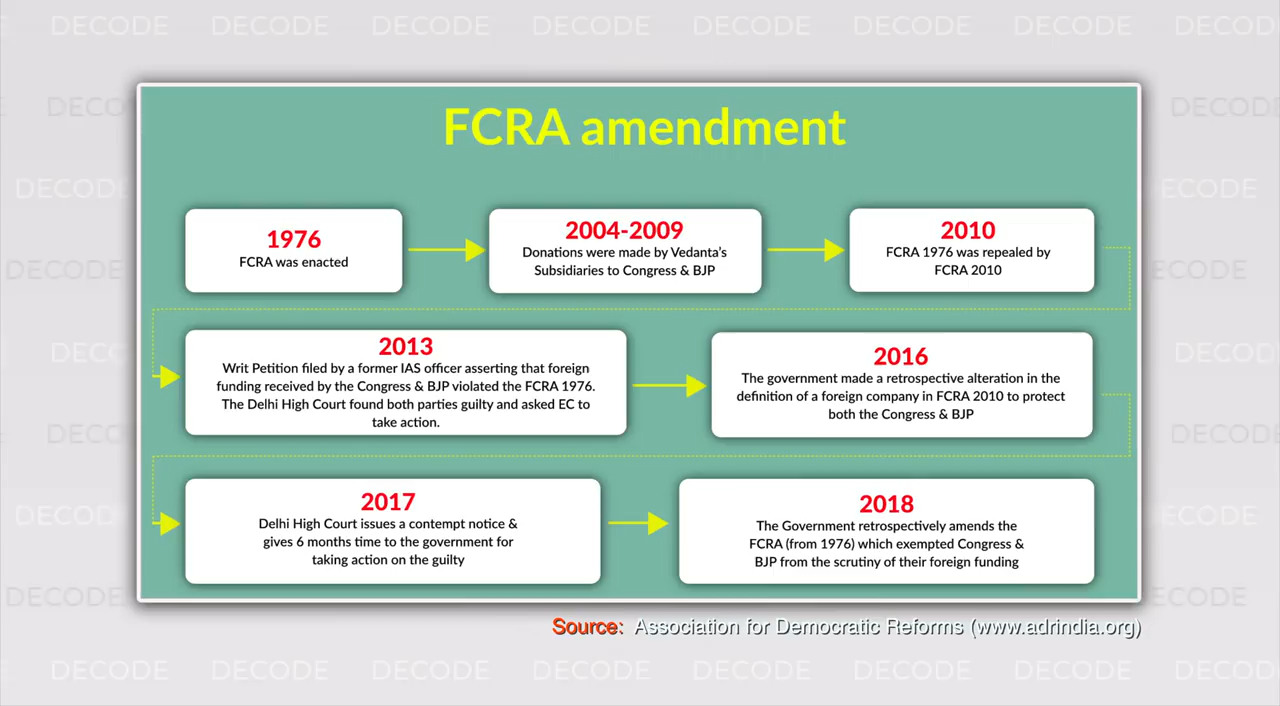 FCRA amendment
1976
FCRA was enacted
2004-2009
Donations were made by Vedanta's
Subsidiaries to Congress & BJP
2010
FCRA 1976 was repealed by
FCRA 2010
2013
Writ Petition filed by a former IAS officer asserting that foreign
funding received by the Congress & BJP violated the FCRA 1976.
The Delhi High Court found both parties guilty and asked EC to
take action.
2016
The government made a retrospective alteration in the
definition of a foreign company in FCRA 2010 to protect
both the Congress & BJP
2017
Delhi High Court issues a contempt notice &
gives 6 months time to the government for
taking action on the guilty
2018
The Government retrospectively amends the
FCRA (from 1976) which exempted Congress &
BJP from the scrutiny of their foreign funding
Source: Association for Democratic Reforms (www.adrindia.org)
DECODE DECODE DECODE DECODE DECODE DECODE DECODE